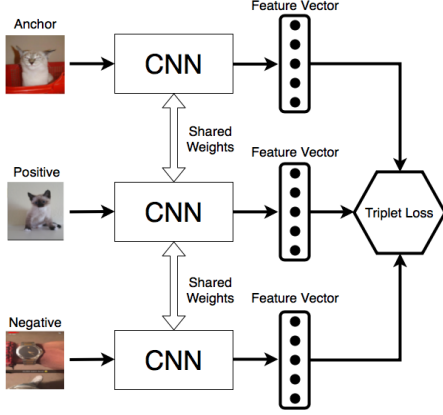 Feature Vector
Anchor
CNN
Shared
Weights
Feature Vector
Positive
CNN
Triplet Loss
Shared
Weights
Feature Vector
Negative
CNN